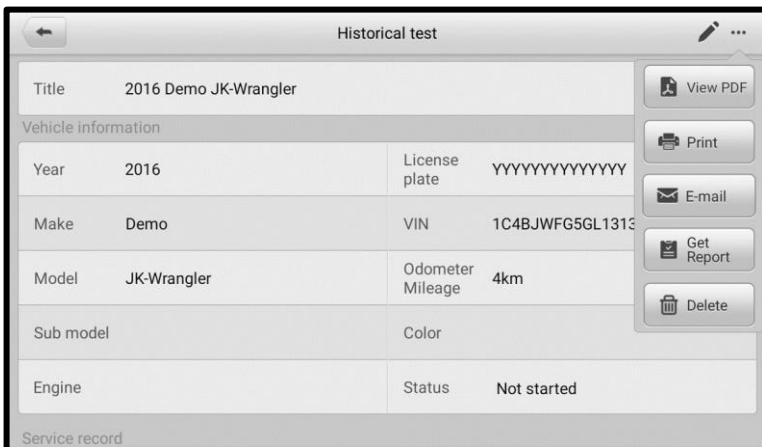 Historical test
Title 2016 Demo JK-Wrangler
View PDF
Vehicle information
Print
Year 2016 License plate YYYYYYYYYYYYYY
E-mail
Make Demo VIN 1C4BJWFG5GL1313
Get Report
Model JK-Wrangler Odometer Mileage 4km
Delete
Sub model Color
Engine Status Not started
Service record